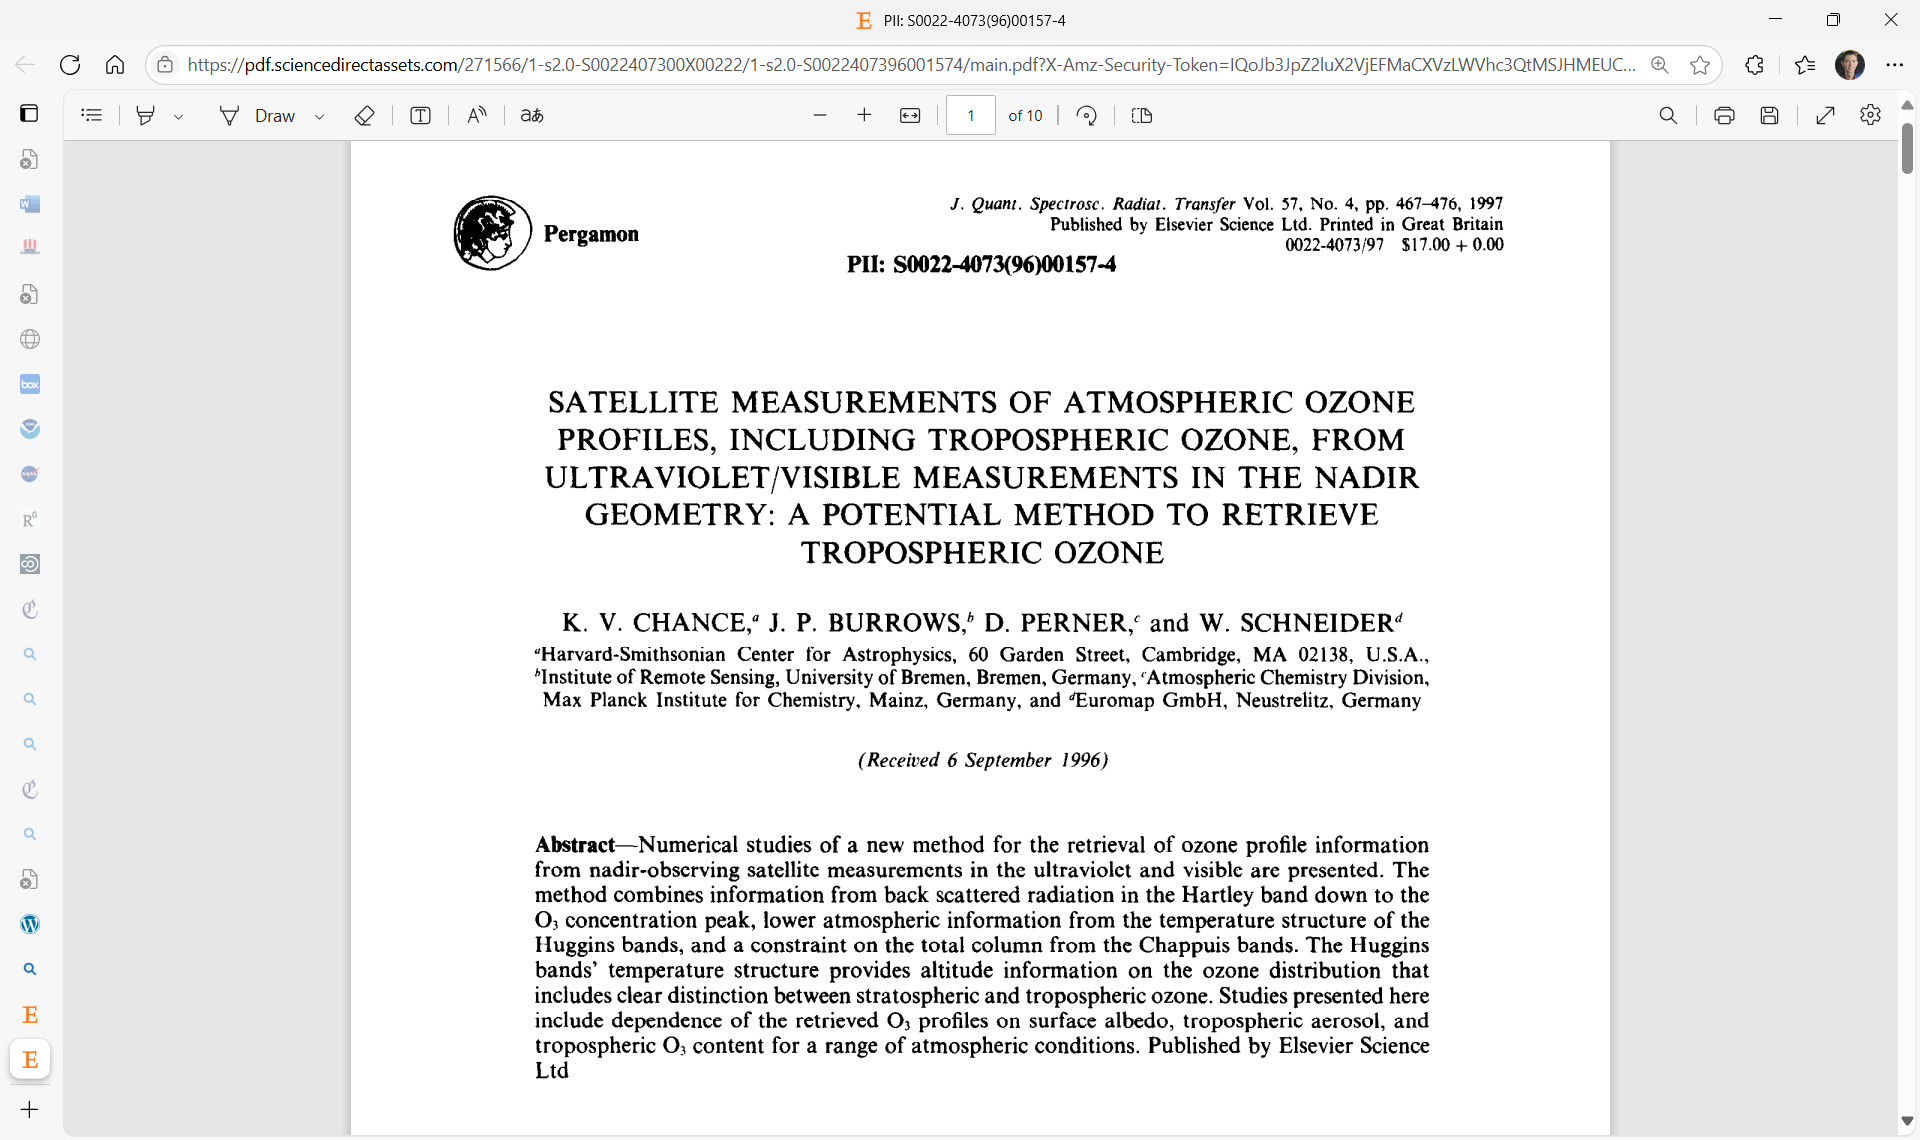 PII: S0022-4073(96)00157-4
https://pdf.sciencedirectassets.com/271566/1-s2.0-S0022407300X00222/1-s2.0-S0022407396001574/main.pdf?X-Amz-Security-Token=IQoJb3JpZ2luX2VjEFMaCXVzLWVhc3QtMSJHMEUC...
Draw
1 of 10
Pergamon
J. Quant. Spectrosc. Radiat. Transfer Vol. 57, No. 4, pp. 467–476, 1997
Published by Elsevier Science Ltd. Printed in Great Britain
0022-4073/97 $17.00 + 0.00
PII: S0022-4073(96)00157-4
SATELLITE MEASUREMENTS OF ATMOSPHERIC OZONE
PROFILES, INCLUDING TROPOSPHERIC OZONE, FROM
ULTRAVIOLET/VISIBLE MEASUREMENTS IN THE NADIR
GEOMETRY: A POTENTIAL METHOD TO RETRIEVE
TROPOSPHERIC OZONE
K. V. CHANCE,ᵃ J. P. BURROWS,ᵇ D. PERNER,ᶜ and W. SCHNEIDERᵈ
ᵃHarvard-Smithsonian Center for Astrophysics, 60 Garden Street, Cambridge, MA 02138, U.S.A.,
ᵇInstitute of Remote Sensing, University of Bremen, Bremen, Germany, ᶜAtmospheric Chemistry Division,
Max Planck Institute for Chemistry, Mainz, Germany, and ᵈEuromap GmbH, Neustrelitz, Germany
(Received 6 September 1996)
Abstract—Numerical studies of a new method for the retrieval of ozone profile information
from nadir-observing satellite measurements in the ultraviolet and visible are presented. The
method combines information from back scattered radiation in the Hartley band down to the
O₃ concentration peak, lower atmospheric information from the temperature structure of the
Huggins bands, and a constraint on the total column from the Chappuis bands. The Huggins
bands' temperature structure provides altitude information on the ozone distribution that
includes clear distinction between stratospheric and tropospheric ozone. Studies presented here
include dependence of the retrieved O₃ profiles on surface albedo, tropospheric aerosol, and
tropospheric O₃ content for a range of atmospheric conditions. Published by Elsevier Science
Ltd